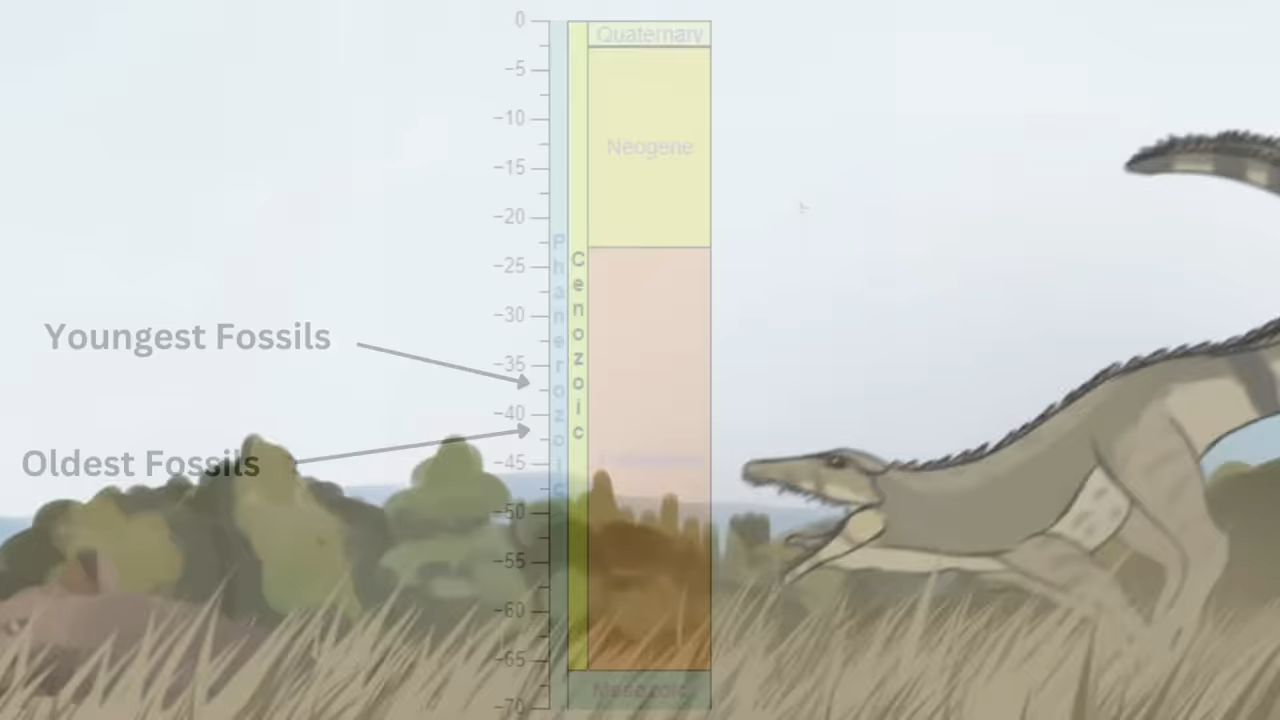 0
Quaternary
−5
−10
Neogene
−15
−20
Phanerozoic
Cenozoic
−25
−30
Youngest Fossils
−35
−40
Oldest Fossils
−45
−50
−55
−60
−65
Mesozoic
−70